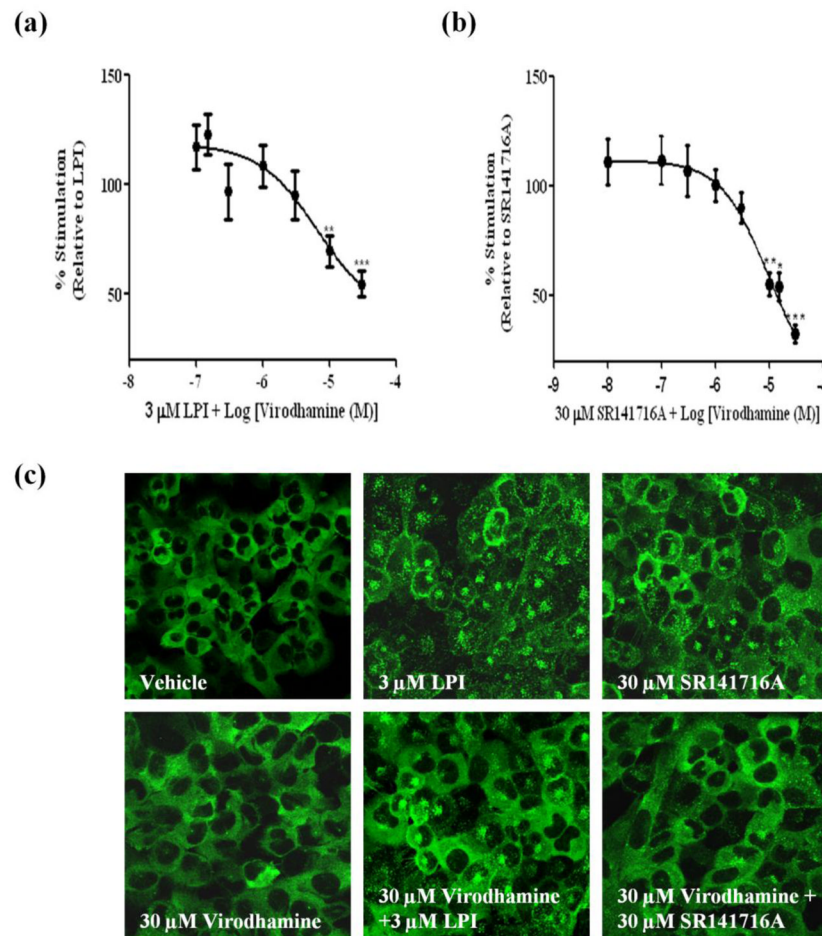 (a)
150
100
50
-8
-7
-6
-5
-4
% Stimulation
(Relative to LPI)
**
***
3 µM LPI + Log [Virodhamine (M)]
(b)
150
100
50
-9
-8
-7
-6
-5
-4
% Stimulation
(Relative to SR141716A)
**
*
***
30 µM SR141716A + Log [Virodhamine (M)]
(c)
Vehicle
3 µM LPI
30 µM SR141716A
30 µM Virodhamine
30 µM Virodhamine
+3 µM LPI
30 µM Virodhamine +
30 µM SR141716A